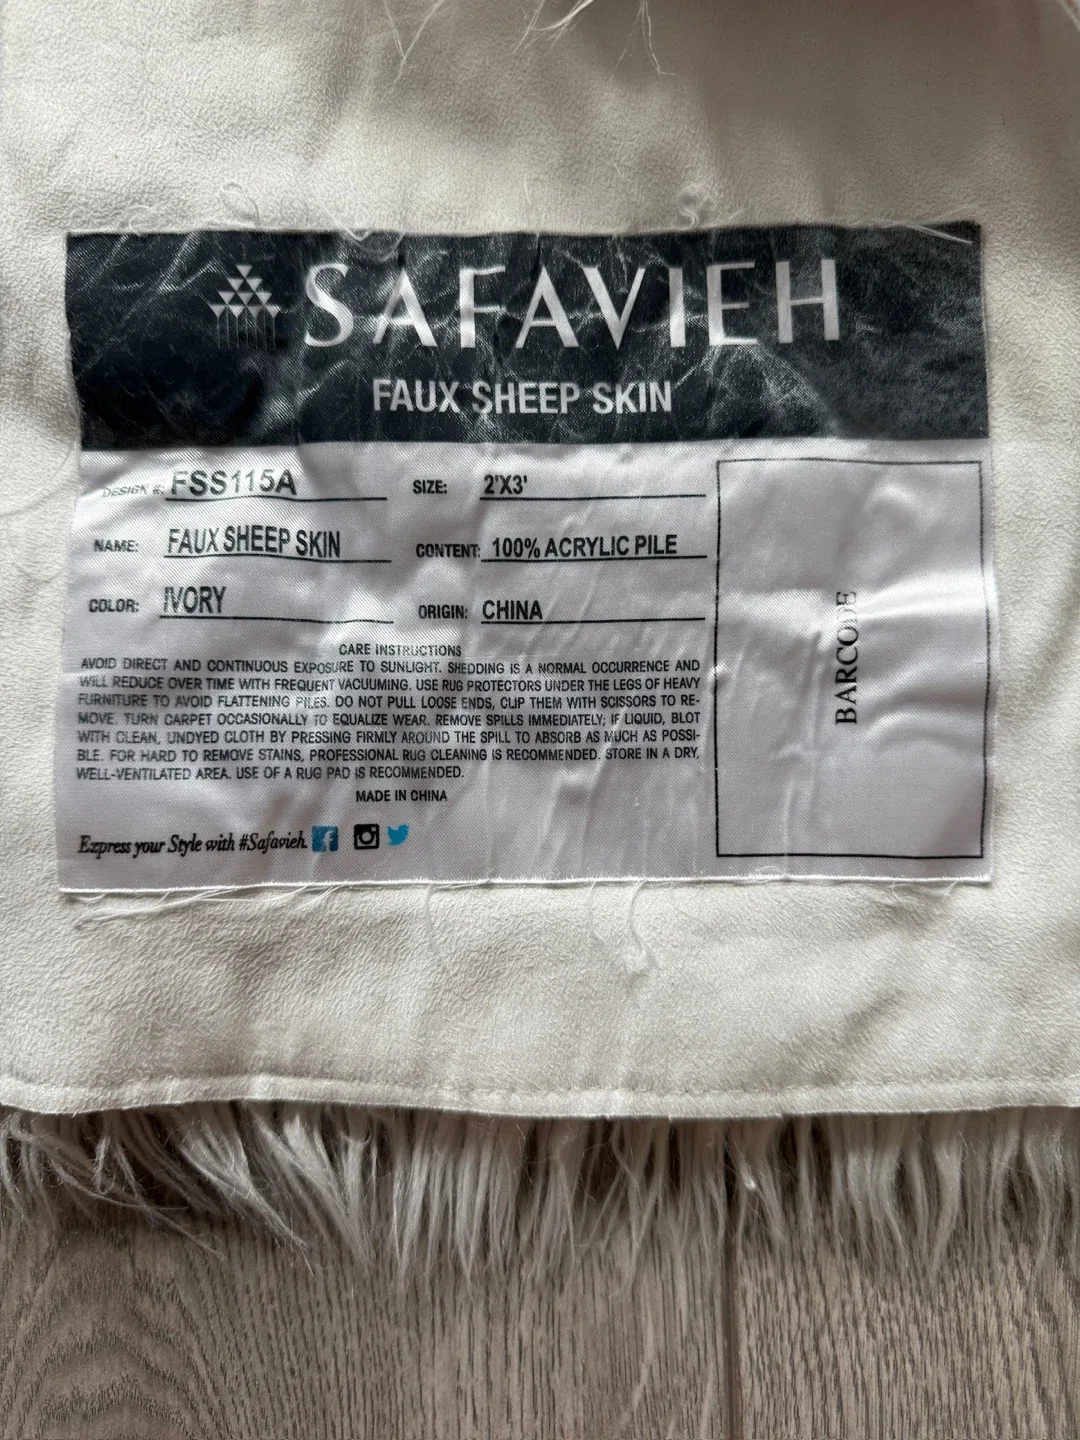 SAFAVIEH
FAUX SHEEP SKIN
DESIGN #: FSS115A SIZE: 2'X3'
NAME: FAUX SHEEP SKIN CONTENT: 100% ACRYLIC PILE
COLOR: IVORY ORIGIN: CHINA
CARE INSTRUCTIONS
AVOID DIRECT AND CONTINUOUS EXPOSURE TO SUNLIGHT. SHEDDING IS A NORMAL OCCURRENCE AND
WILL REDUCE OVER TIME WITH FREQUENT VACUUMING. USE RUG PROTECTORS UNDER THE LEGS OF HEAVY
FURNITURE TO AVOID FLATTENING PILES. DO NOT PULL LOOSE ENDS, CLIP THEM WITH SCISSORS TO RE-
MOVE. TURN CARPET OCCASIONALLY TO EQUALIZE WEAR. REMOVE SPILLS IMMEDIATELY; IF LIQUID, BLOT
WITH CLEAN, UNDYED CLOTH BY PRESSING FIRMLY AROUND THE SPILL TO ABSORB AS MUCH AS POSSI-
BLE. FOR HARD TO REMOVE STAINS, PROFESSIONAL RUG CLEANING IS RECOMMENDED. STORE IN A DRY,
WELL-VENTILATED AREA. USE OF A RUG PAD IS RECOMMENDED.
MADE IN CHINA
Express your Style with #Safavieh
BARCODE